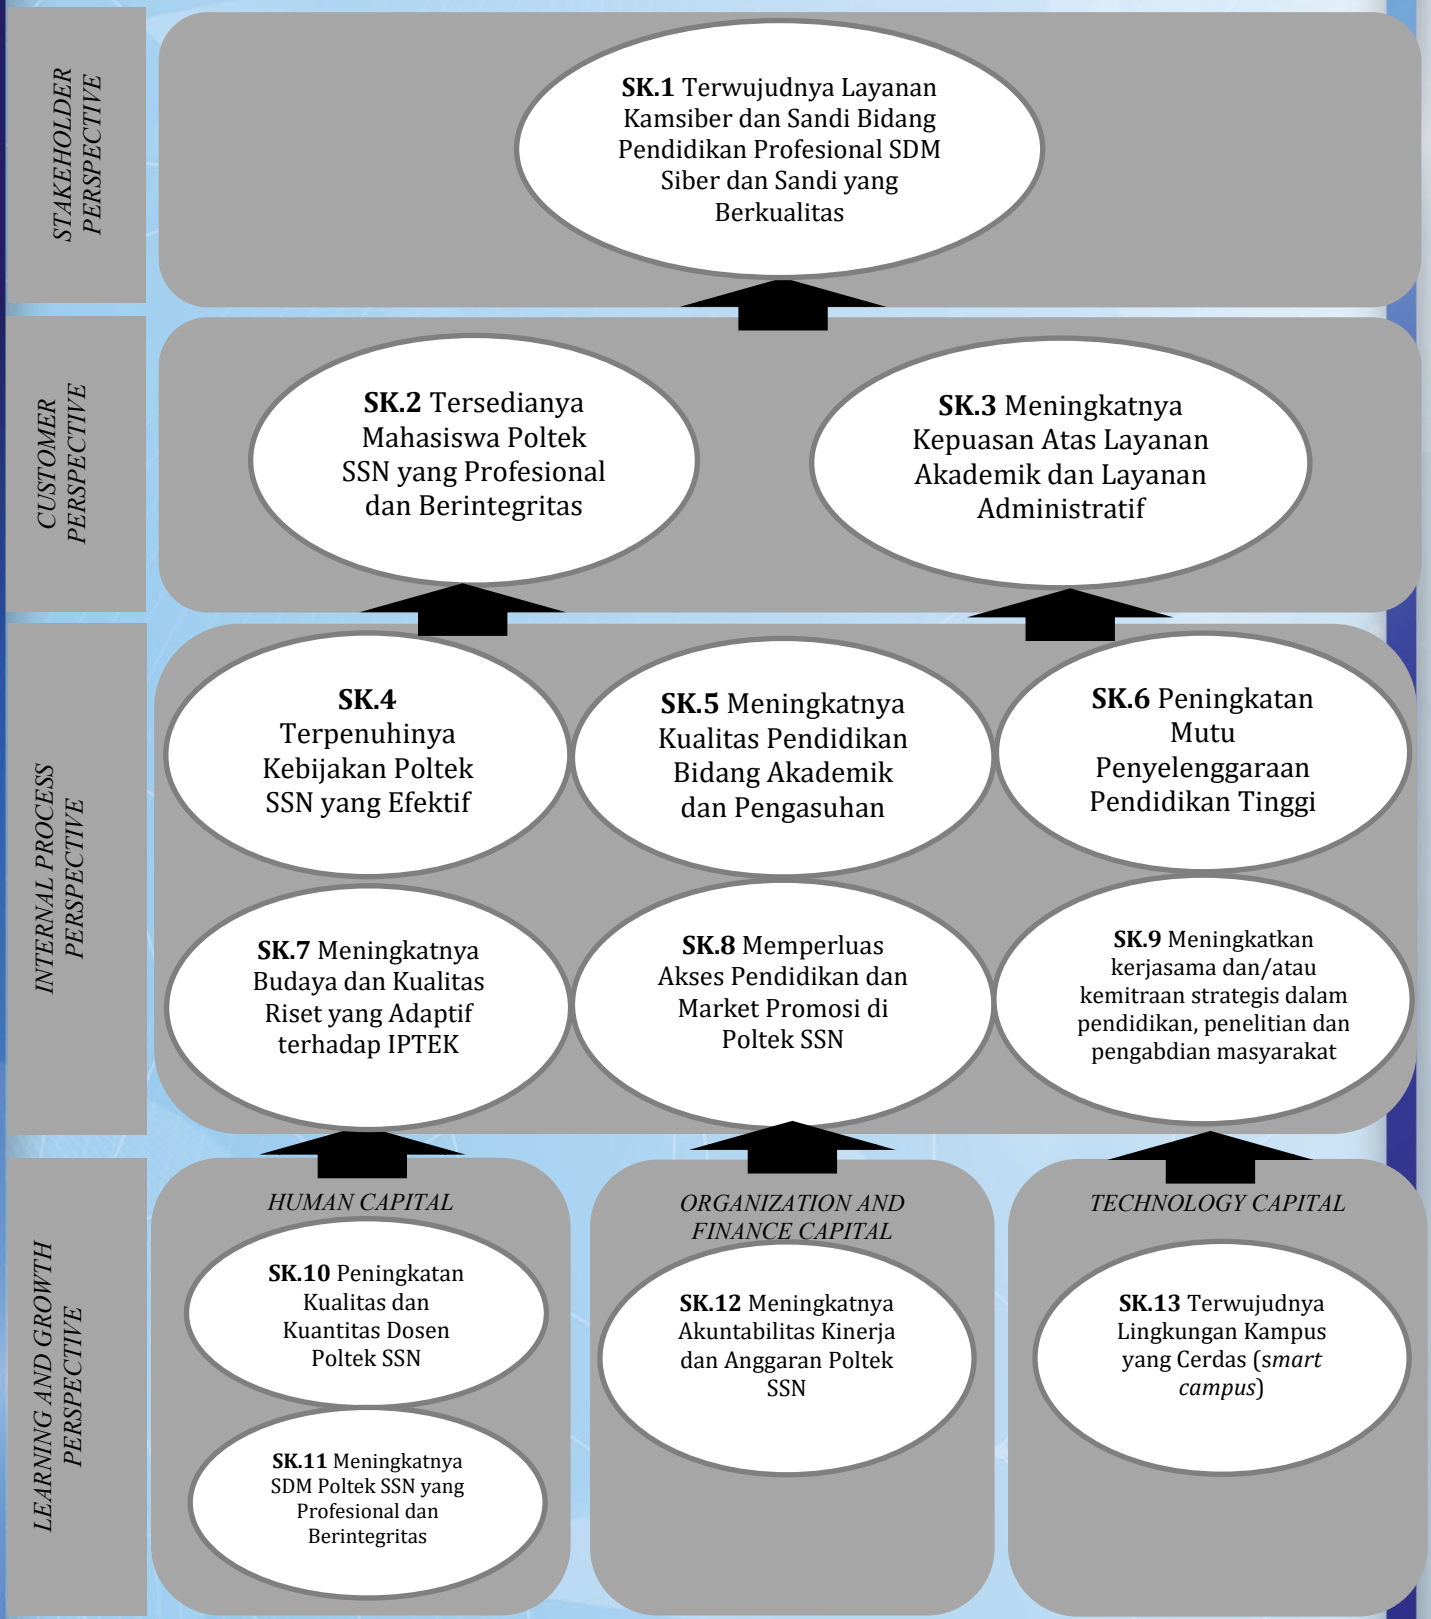 STAKEHOLDER
PERSPECTIVE
SK.1 Terwujudnya Layanan
Kamsiber dan Sandi Bidang
Pendidikan Profesional SDM
Siber dan Sandi yang
Berkualitas
CUSTOMER
PERSPECTIVE
SK.2 Tersedianya
Mahasiswa Poltek
SSN yang Profesional
dan Berintegritas
SK.3 Meningkatnya
Kepuasan Atas Layanan
Akademik dan Layanan
Administratif
INTERNAL PROCESS
PERSPECTIVE
SK.4
Terpenuhinya
Kebijakan Poltek
SSN yang Efektif
SK.5 Meningkatnya
Kualitas Pendidikan
Bidang Akademik
dan Pengasuhan
SK.6 Peningkatan
Mutu
Penyelenggaraan
Pendidikan Tinggi
SK.7 Meningkatnya
Budaya dan Kualitas
Riset yang Adaptif
terhadap IPTEK
SK.8 Memperluas
Akses Pendidikan dan
Market Promosi di
Poltek SSN
SK.9 Meningkatkan
kerjasama dan/atau
kemitraan strategis dalam
pendidikan, penelitian dan
pengabdian masyarakat
LEARNING AND GROWTH
PERSPECTIVE
HUMAN CAPITAL
SK.10 Peningkatan
Kualitas dan
Kuantitas Dosen
Poltek SSN
SK.11 Meningkatnya
SDM Poltek SSN yang
Profesional dan
Berintegritas
ORGANIZATION AND
FINANCE CAPITAL
SK.12 Meningkatnya
Akuntabilitas Kinerja
dan Anggaran Poltek
SSN
TECHNOLOGY CAPITAL
SK.13 Terwujudnya
Lingkungan Kampus
yang Cerdas (smart
campus)